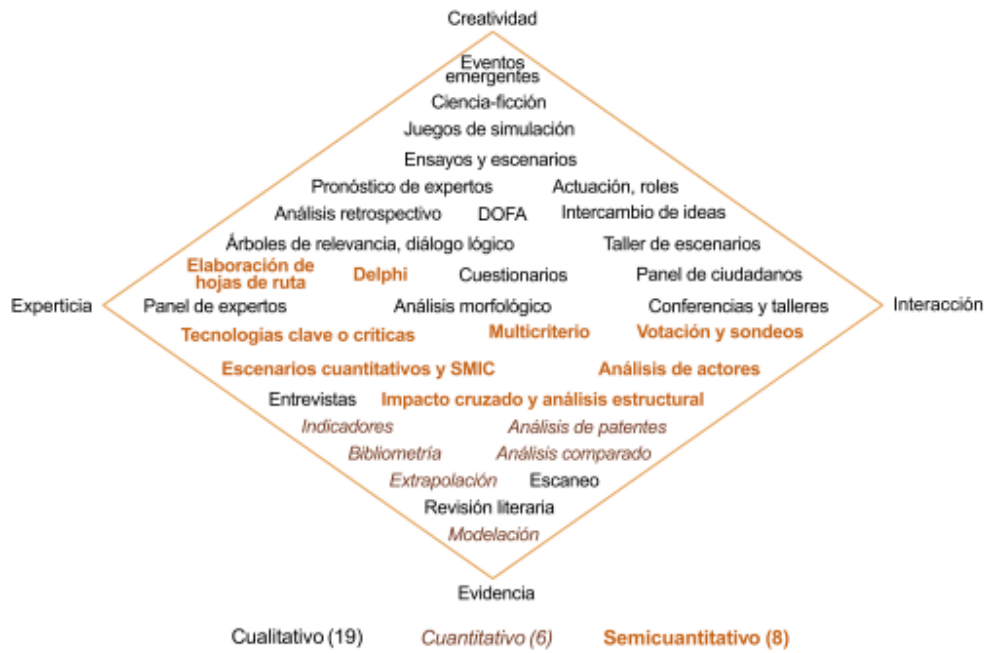 Creatividad
Eventos
emergentes
Ciencia-ficción
Juegos de simulación
Ensayos y escenarios
Pronóstico de expertos Actuación, roles
Análisis retrospectivo DOFA Intercambio de ideas
Árboles de relevancia, diálogo lógico Taller de escenarios
Elaboración de
hojas de ruta Delphi Cuestionarios Panel de ciudadanos
Experticia Panel de expertos Análisis morfológico Conferencias y talleres Interacción
Tecnologías clave o críticas Multicriterio Votación y sondeos
Escenarios cuantitativos y SMIC Análisis de actores
Entrevistas Impacto cruzado y análisis estructural
Indicadores Análisis de patentes
Bibliometría Análisis comparado
Extrapolación Escaneo
Revisión literaria
Modelación
Evidencia
Cualitativo (19) Cuantitativo (6) Semicuantitativo (8)